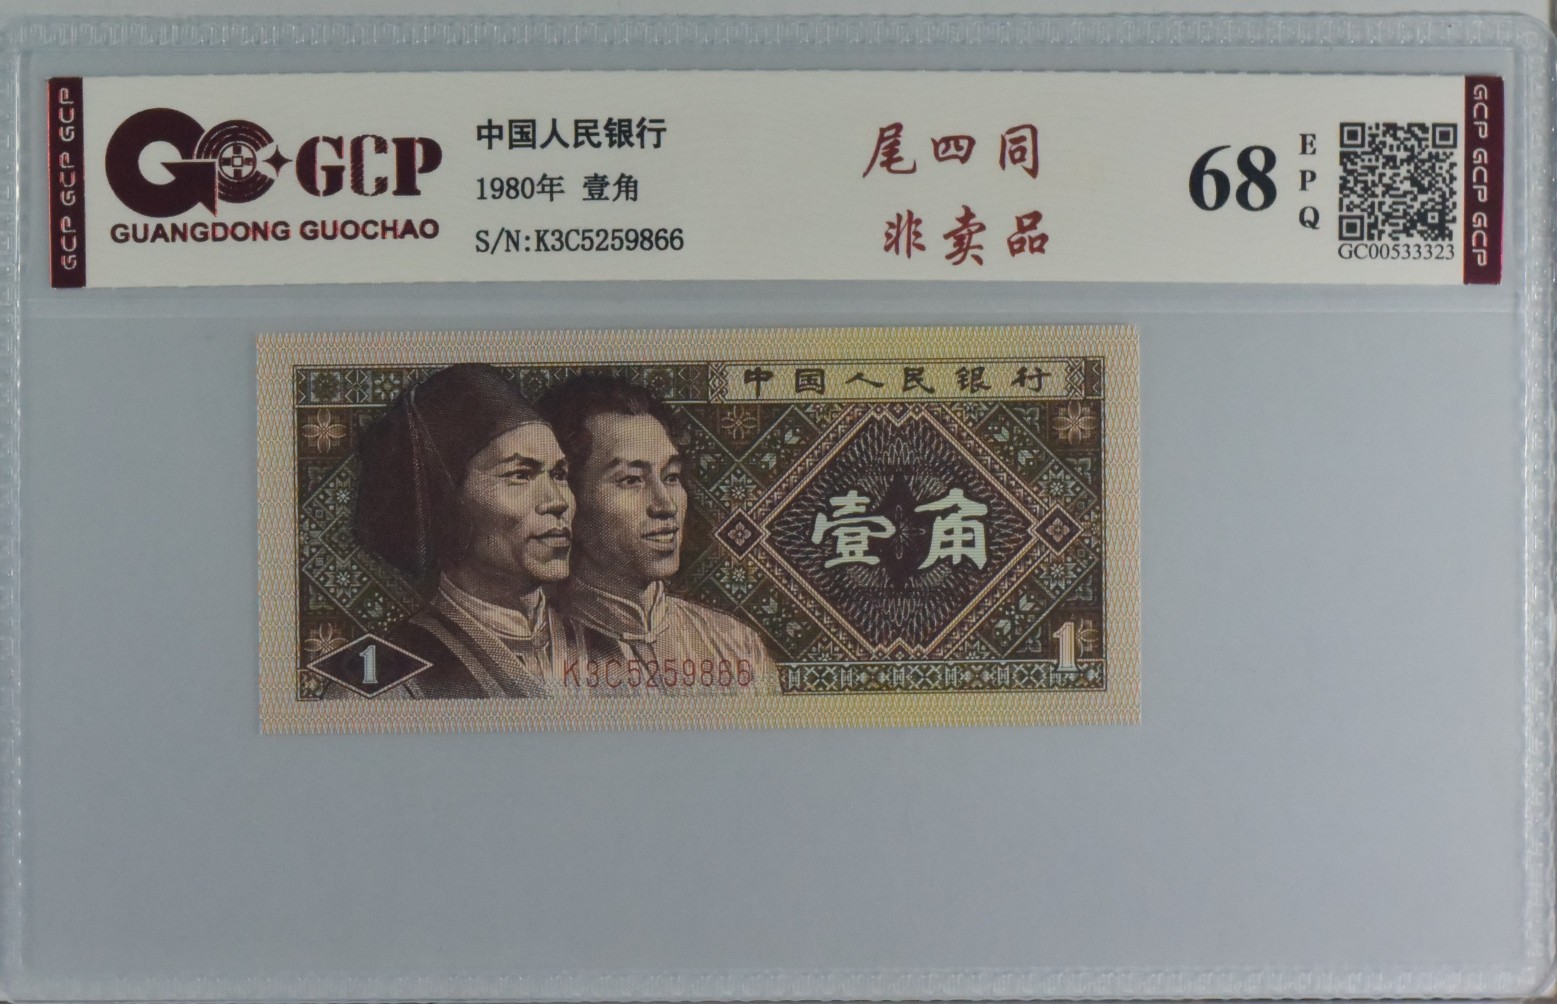 GCP
GUANGDONG GUOCHAO
中国人民银行
1980年 壹角
S/N:K3C5259866
尾四同
非卖品
68
EPQ
GC00533323
GCP GCP GCP
GCP GCP GCP
中国人民银行
壹角
1
K3C5259866
1